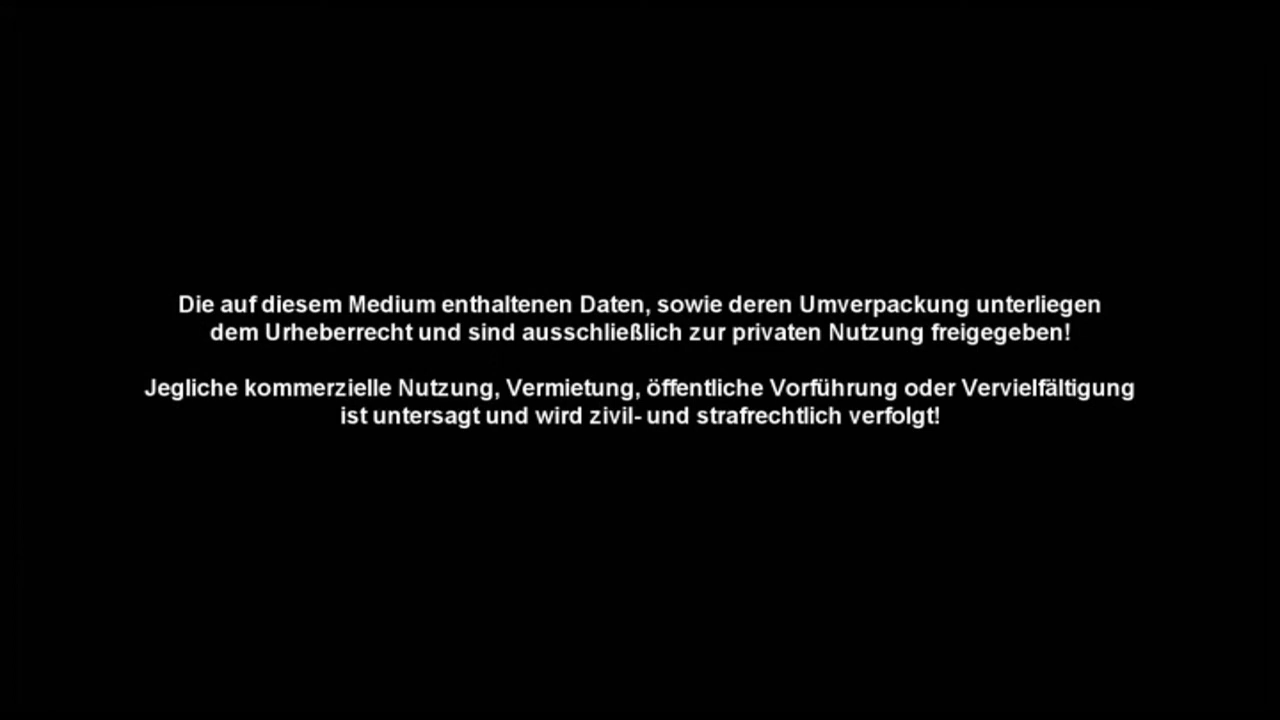 Die auf diesem Medium enthaltenen Daten, sowie deren Umverpackung unterliegen
dem Urheberrecht und sind ausschließlich zur privaten Nutzung freigegeben!
Jegliche kommerzielle Nutzung, Vermietung, öffentliche Vorführung oder Vervielfältigung
ist untersagt und wird zivil- und strafrechtlich verfolgt!